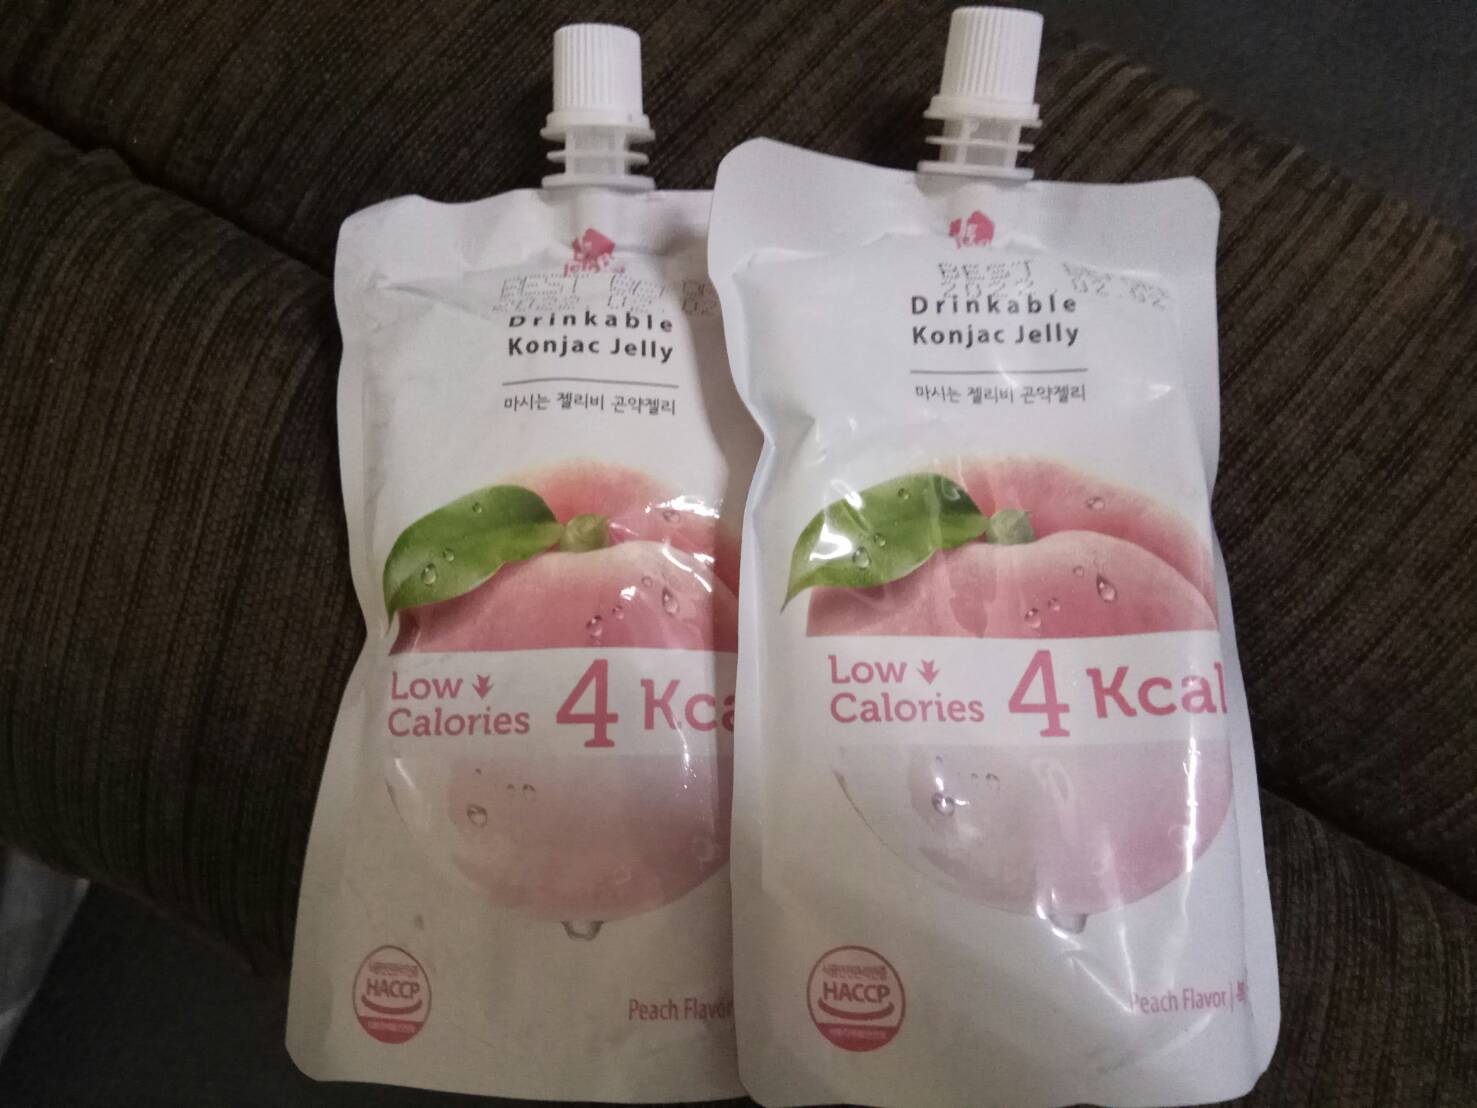 Drinkable
Konjac Jelly
마시는 젤리비 곤약젤리
Low
Calories
4 Kca
HACCP
Peach Flavor
Drinkable
Konjac Jelly
마시는 젤리비 곤약젤리
Low
Calories
4 Kcal
HACCP
Peach Flavor |